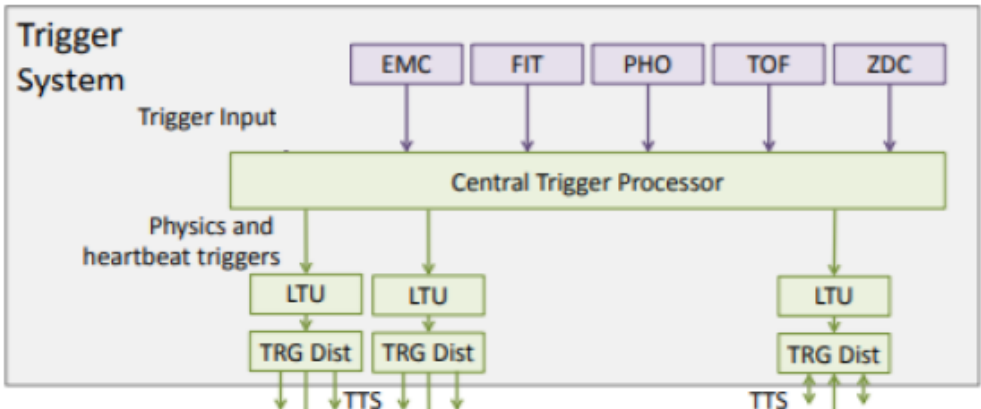 Trigger
System
EMC FIT PHO TOF ZDC
Trigger Input
Central Trigger Processor
Physics and
heartbeat triggers
LTU LTU LTU
TRG Dist TRG Dist TRG Dist
TTS TTS